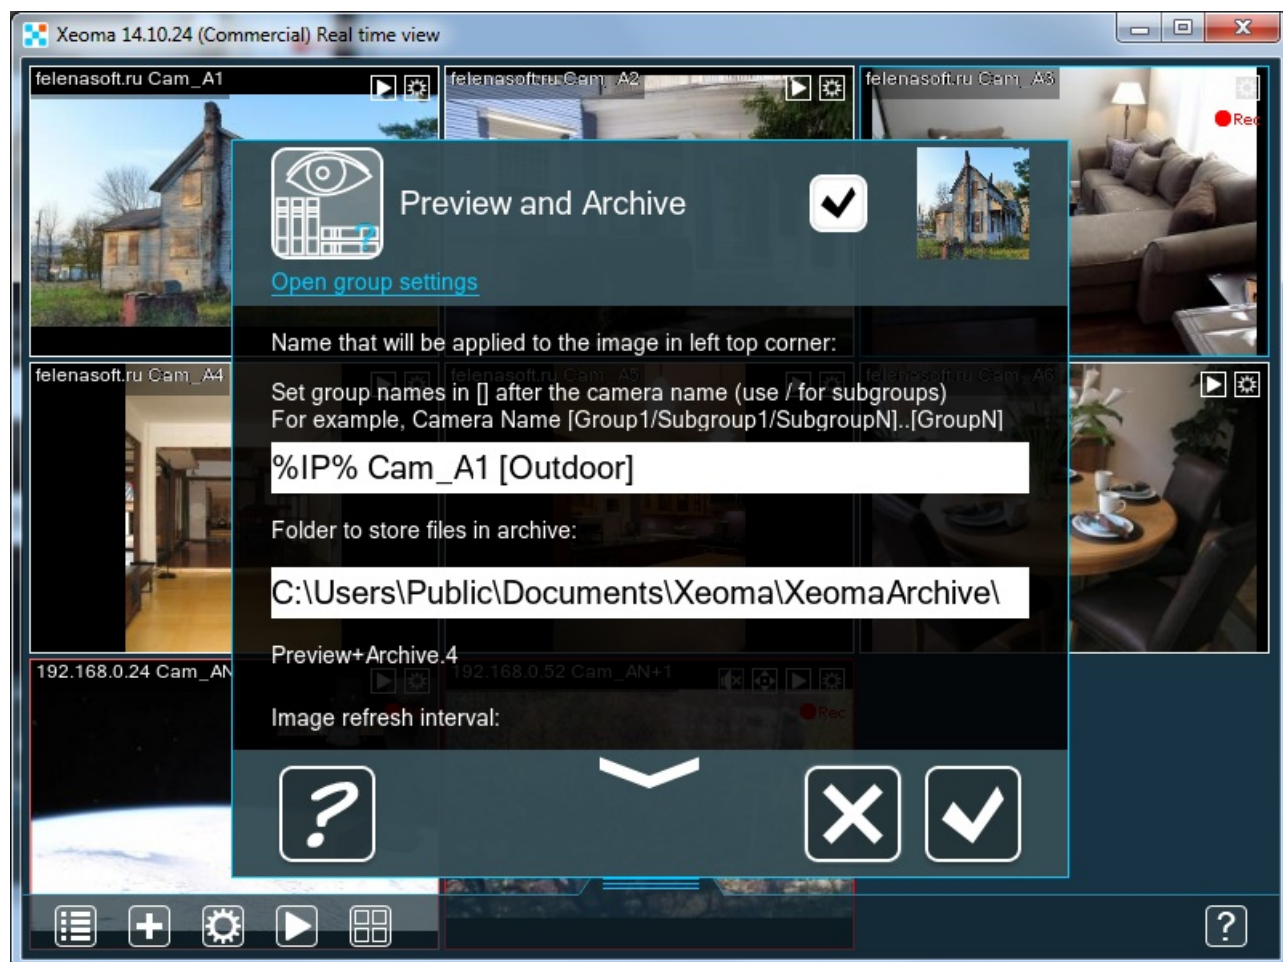 Xeoma 14.10.24 (Commercial) Real time view
felenasoft.ru Cam_A1
felenasoft.ru Cam_A2
felenasoft.ru Cam_A3
Rec
Preview and Archive
?
Open group settings
Name that will be applied to the image in left top corner:
felenasoft.ru Cam_A4
felenasoft.ru Cam_A5
felenasoft.ru Cam_A6
Set group names in [] after the camera name (use / for subgroups)
For example, Camera Name [Group1/Subgroup1/SubgroupN]..[GroupN]
%IP% Cam_A1 [Outdoor]
Folder to store files in archive:
C:\Users\Public\Documents\Xeoma\XeomaArchive\
Preview+Archive.4
192.168.0.24 Cam_AN
192.168.0.52 Cam_AN+1
Rec
Image refresh interval:
?
?